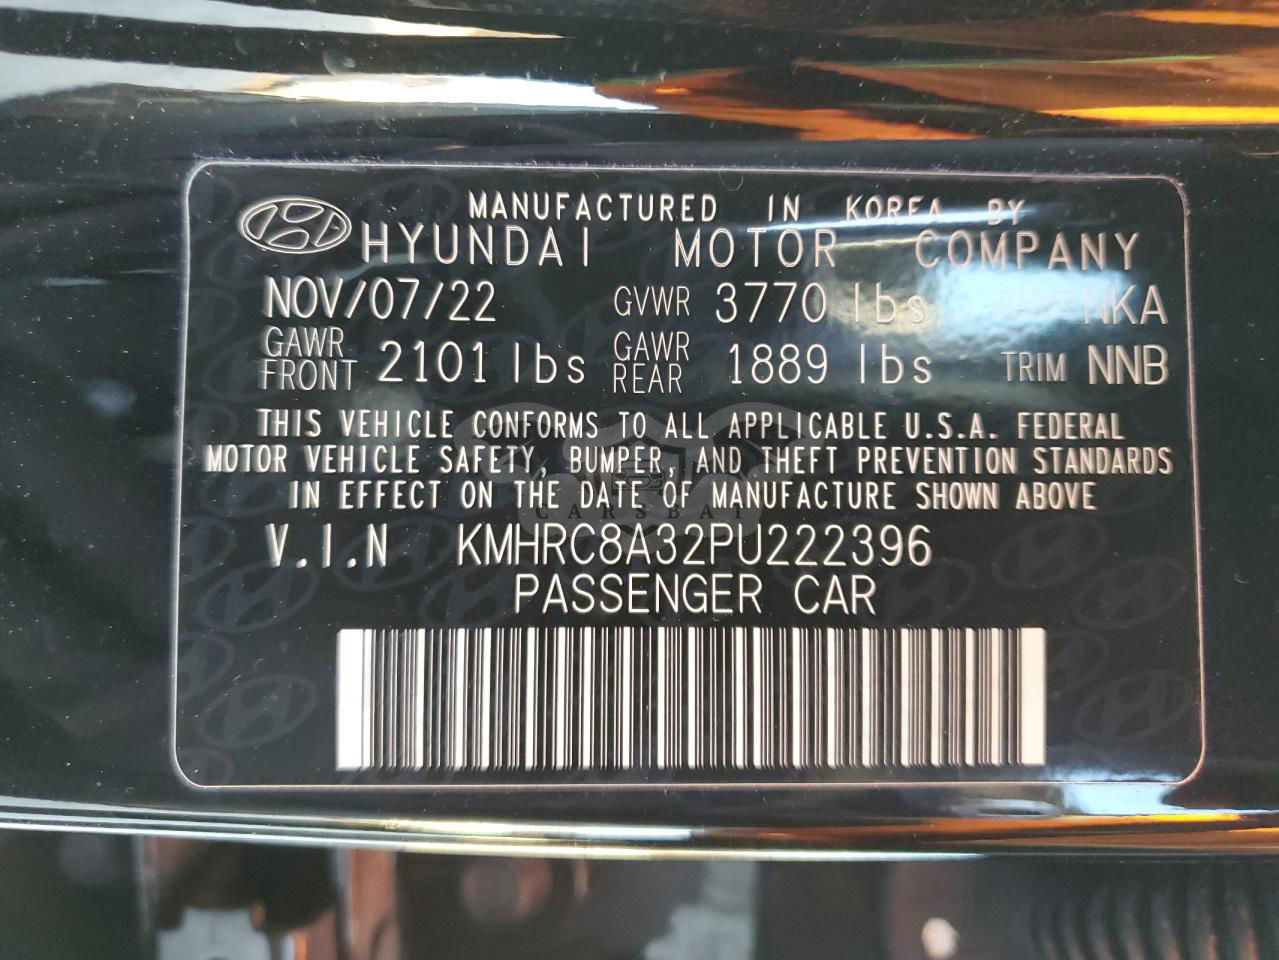 MANUFACTURED IN KOREA BY
HYUNDAI MOTOR COMPANY
NOV/07/22 GVWR 3770 lbs NKA
GAWR FRONT 2101 lbs GAWR REAR 1889 lbs TRIM NNB
THIS VEHICLE CONFORMS TO ALL APPLICABLE U.S.A. FEDERAL
MOTOR VEHICLE SAFETY, BUMPER, AND THEFT PREVENTION STANDARDS
IN EFFECT ON THE DATE OF MANUFACTURE SHOWN ABOVE
CARSBAT
V.I.N KMHRC8A32PU222396
PASSENGER CAR